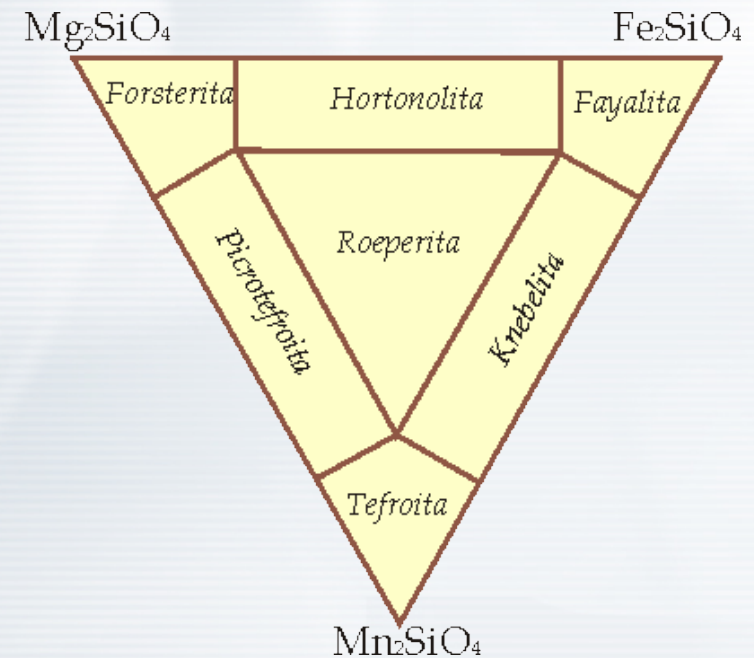 Mg₂SiO₄
Fe₂SiO₄
Forsterita
Hortonolita
Fayalita
Roeperita
Picrotefroita
Knebelita
Tefroita
Mn₂SiO₄